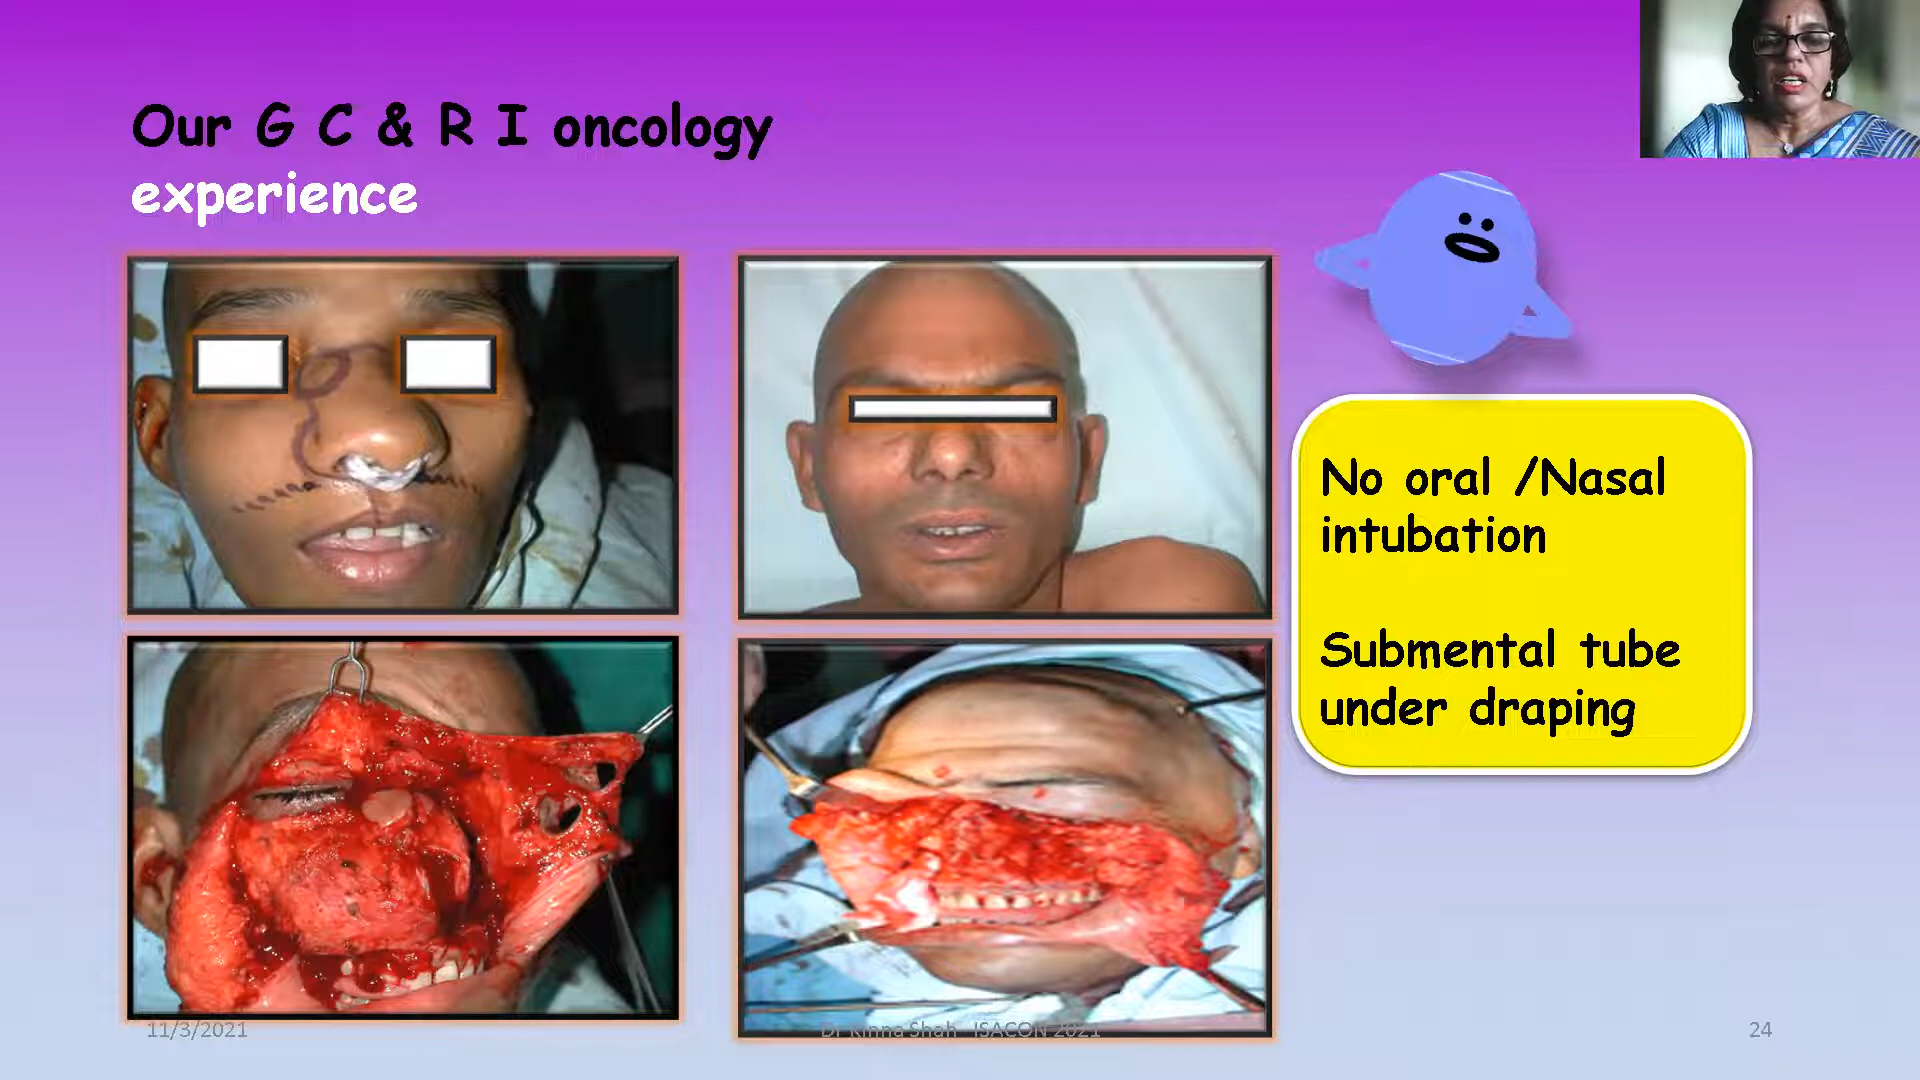 Our G C & R I oncology
experience
No oral /Nasal
intubation
Submental tube
under draping
11/3/2021
Dr Kinna Shah ISACON 2021
24